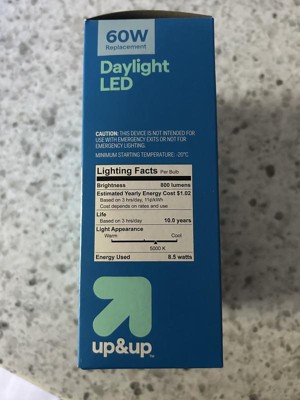 60W
Replacement
Daylight
LED
CAUTION: THIS DEVICE IS NOT INTENDED FOR
USE WITH EMERGENCY EXITS OR NOT FOR
EMERGENCY LIGHTING.
MINIMUM STARTING TEMPERATURE: -20°C
Lighting Facts Per Bulb
Brightness 800 lumens
Estimated Yearly Energy Cost $1.02
Based on 3 hrs/day, 11¢/kWh
Cost depends on rates and use
Life
Based on 3 hrs/day 10.0 years
Light Appearance
Warm Cool
5000 K
Energy Used 8.5 watts
up&up™